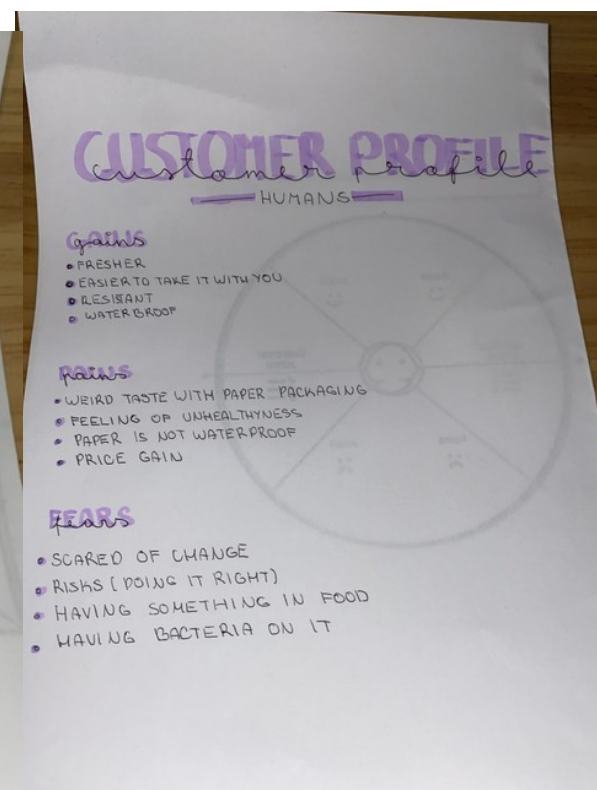 CUSTOMER PROFILE
customer profile
HUMANS
GAINS
gains
• FRESHER
• EASIER TO TAKE IT WITH YOU
• RESISTANT
• WATERBROOF
PAINS
pains
• WEIRD TASTE WITH PAPER PACKAGING
• FEELING OF UNHEALTHYNESS
• PAPER IS NOT WATERPROOF
• PRICE GAIN
FEARS
fears
• SCARED OF CHANGE
• RISKS (DOING IT RIGHT)
• HAVING SOMETHING IN FOOD
• HAVING BACTERIA ON IT